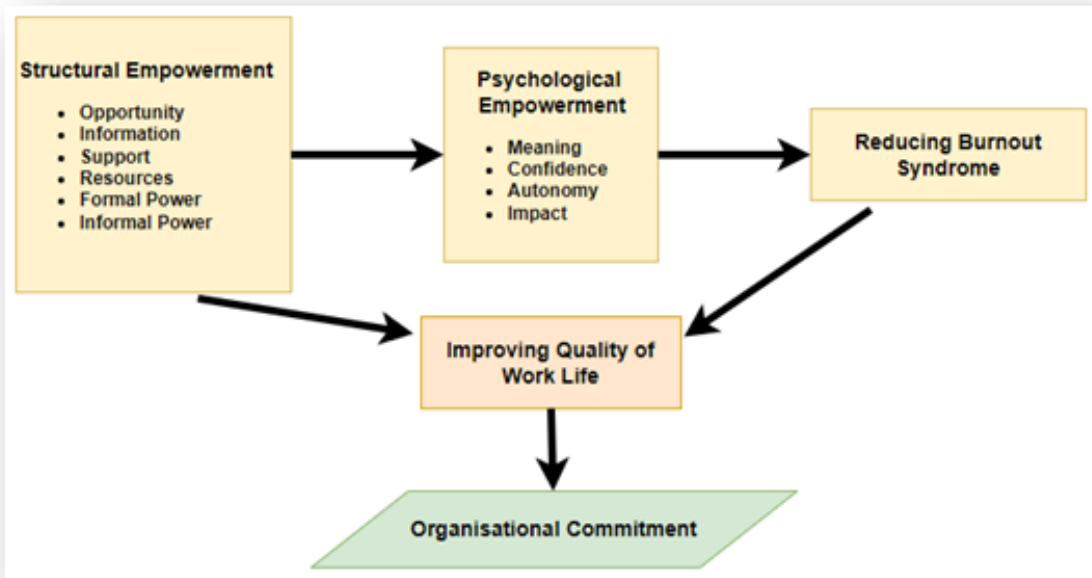 Structural Empowerment
• Opportunity
• Information
• Support
• Resources
• Formal Power
• Informal Power
Psychological
Empowerment
• Meaning
• Confidence
• Autonomy
• Impact
Reducing Burnout
Syndrome
Improving Quality of
Work Life
Organisational Commitment